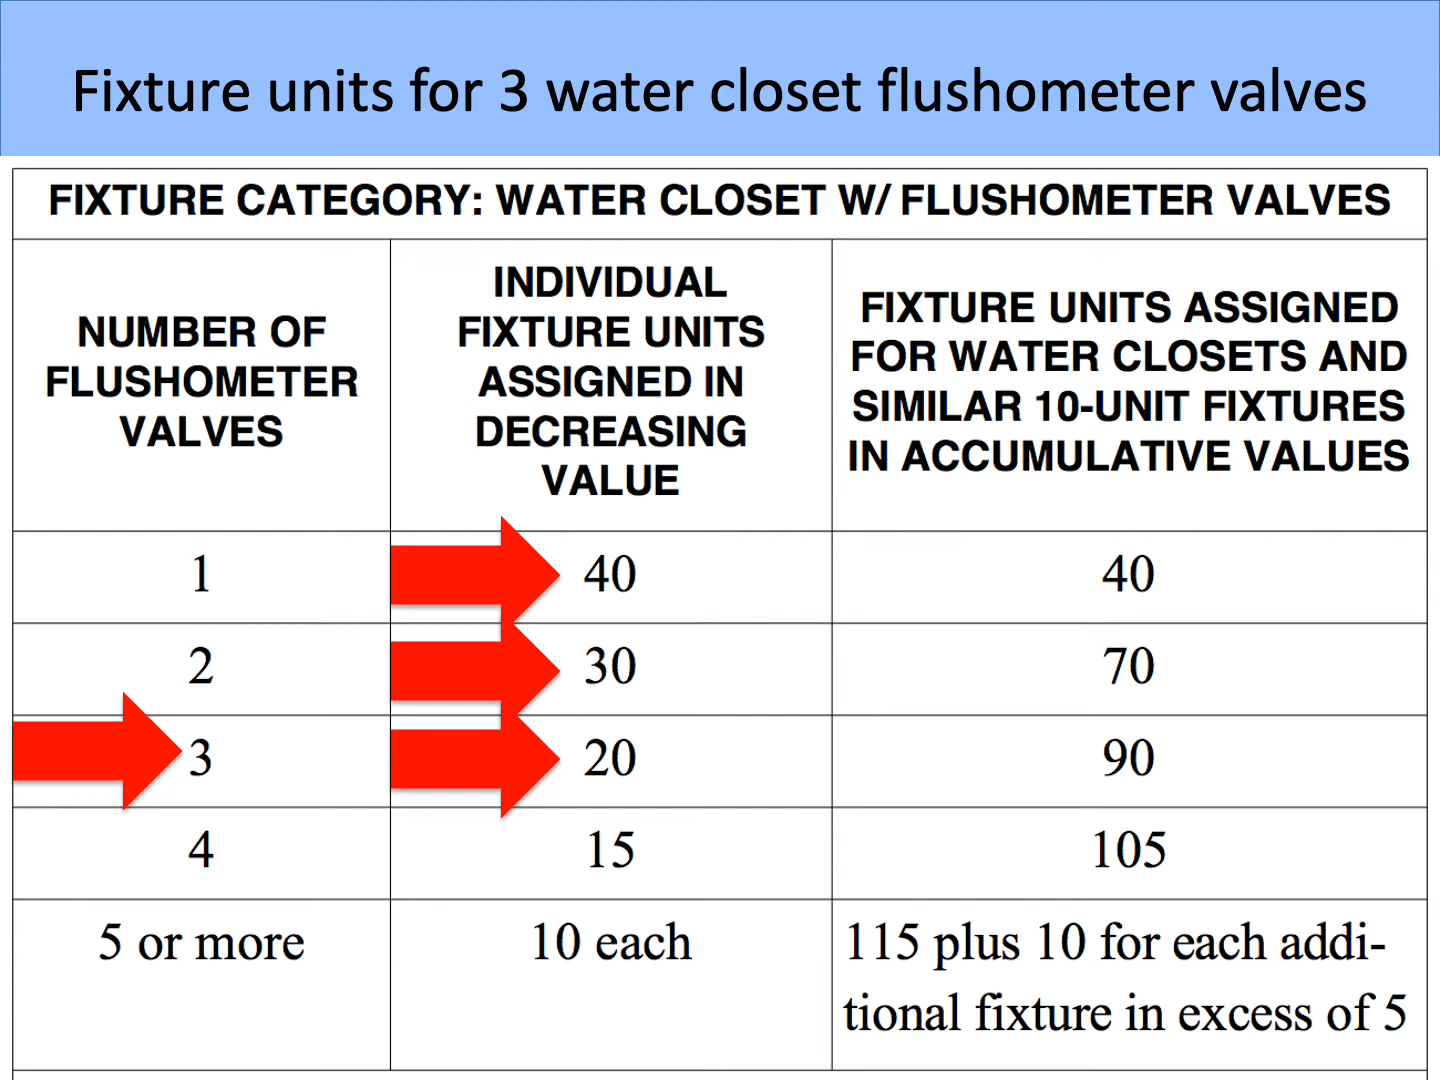 Fixture units for 3 water closet flushometer valves
FIXTURE CATEGORY: WATER CLOSET W/ FLUSHOMETER VALVES
NUMBER OF
FLUSHOMETER
VALVES
INDIVIDUAL
FIXTURE UNITS
ASSIGNED IN
DECREASING
VALUE
FIXTURE UNITS ASSIGNED
FOR WATER CLOSETS AND
SIMILAR 10-UNIT FIXTURES
IN ACCUMULATIVE VALUES
1 40 40
2 30 70
3 20 90
4 15 105
5 or more 10 each 115 plus 10 for each addi-
tional fixture in excess of 5